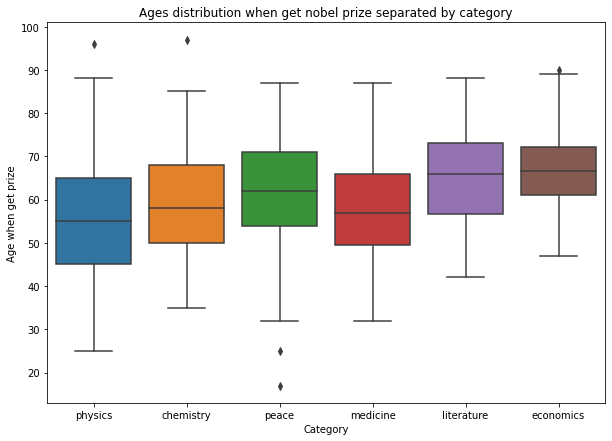 Ages distribution when get nobel prize separated by category
100
90
80
70
60
50
40
30
20
Age when get prize
physics chemistry peace medicine literature economics
Category